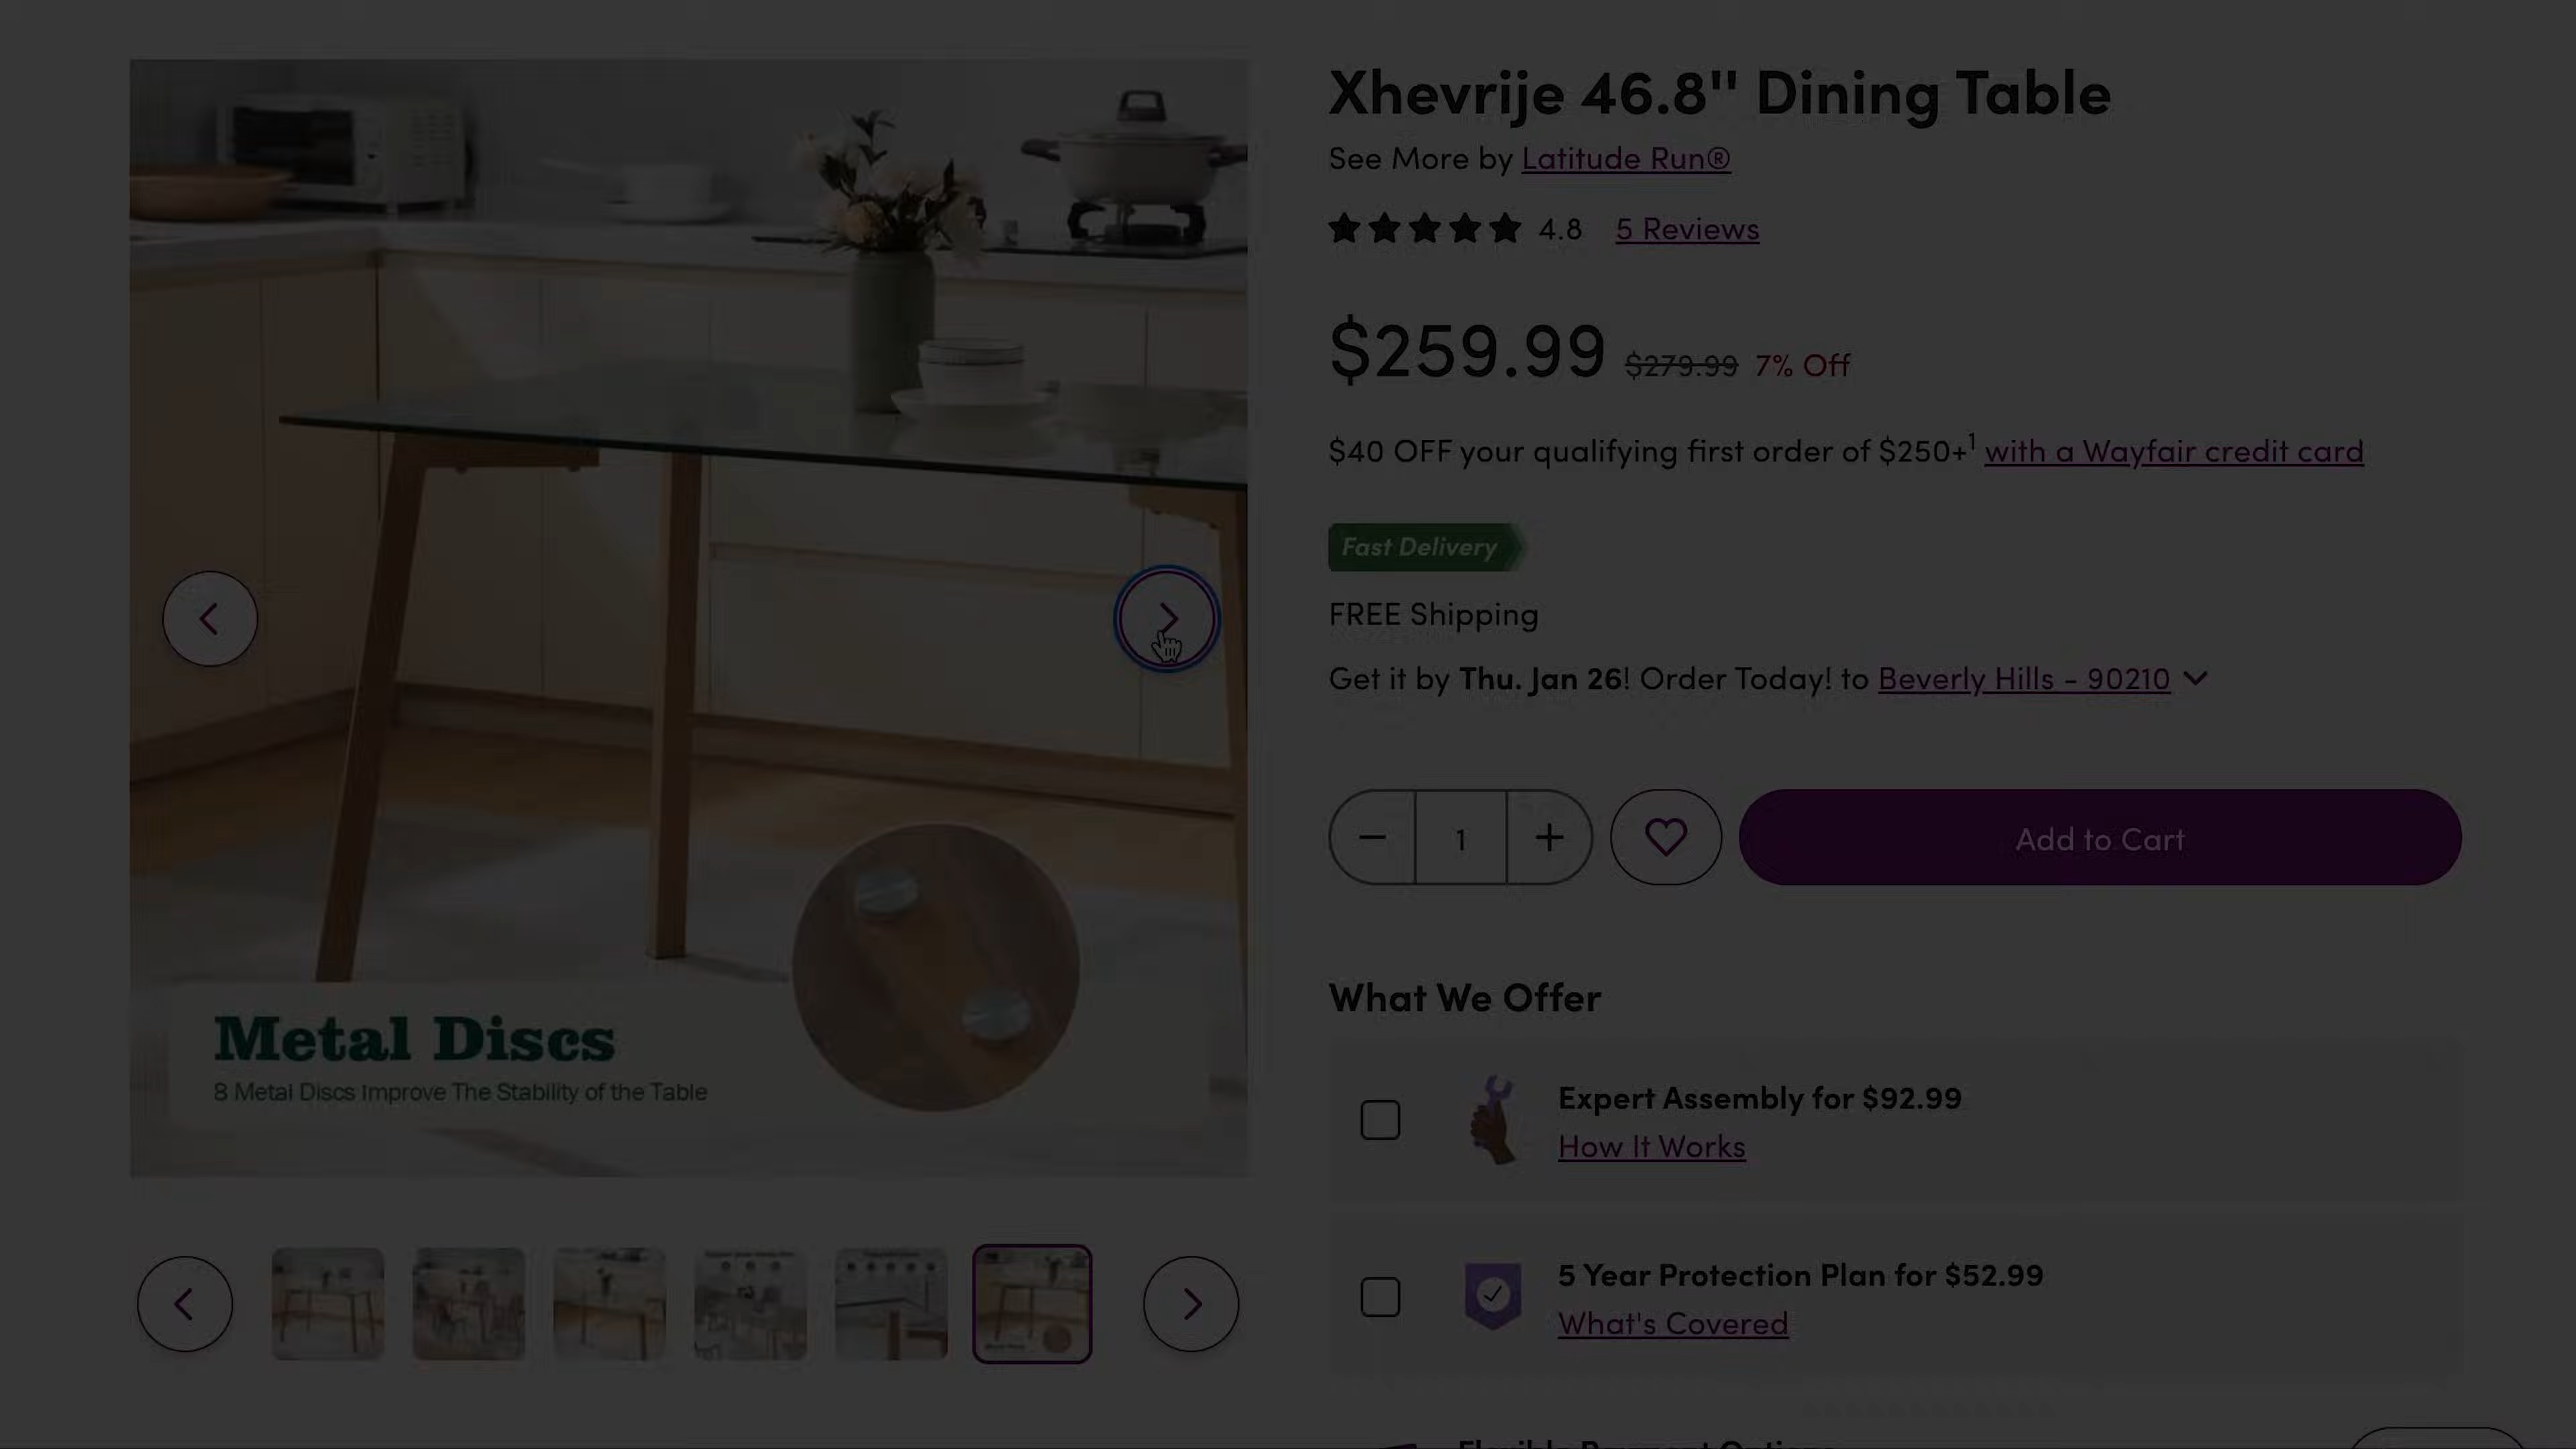 Xhevrije 46.8" Dining Table
See More by Latitude Run®
4.8 5 Reviews
$259.99 $279.99 7% Off
$40 OFF your qualifying first order of $250+1 with a Wayfair credit card
Fast Delivery
FREE Shipping
Get it by Thu. Jan 26! Order Today! to Beverly Hills - 90210
1
Add to Cart
Metal Discs
8 Metal Discs Improve The Stability of the Table
What We Offer
Expert Assembly for $92.99
How It Works
5 Year Protection Plan for $52.99
What's Covered